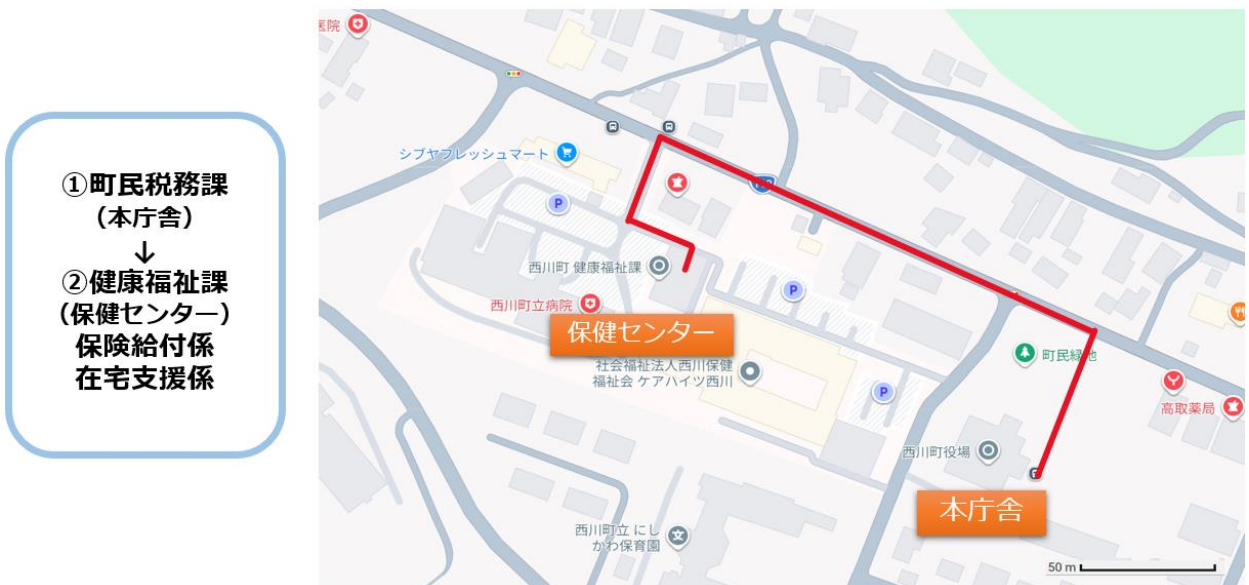 ①町民税務課
(本庁舎)
↓
②健康福祉課
(保健センター)
保険給付係
在宅支援係
医院
シブヤフレッシュマート
P
西川町 健康福祉課
西川町立病院
P
保健センター
社会福祉法人西川保健
福祉会 ケアハイツ西川
町民緑地
P
高取薬局
西川町役場
本庁舎
西川町立 にし
かわ保育園
文
50 m